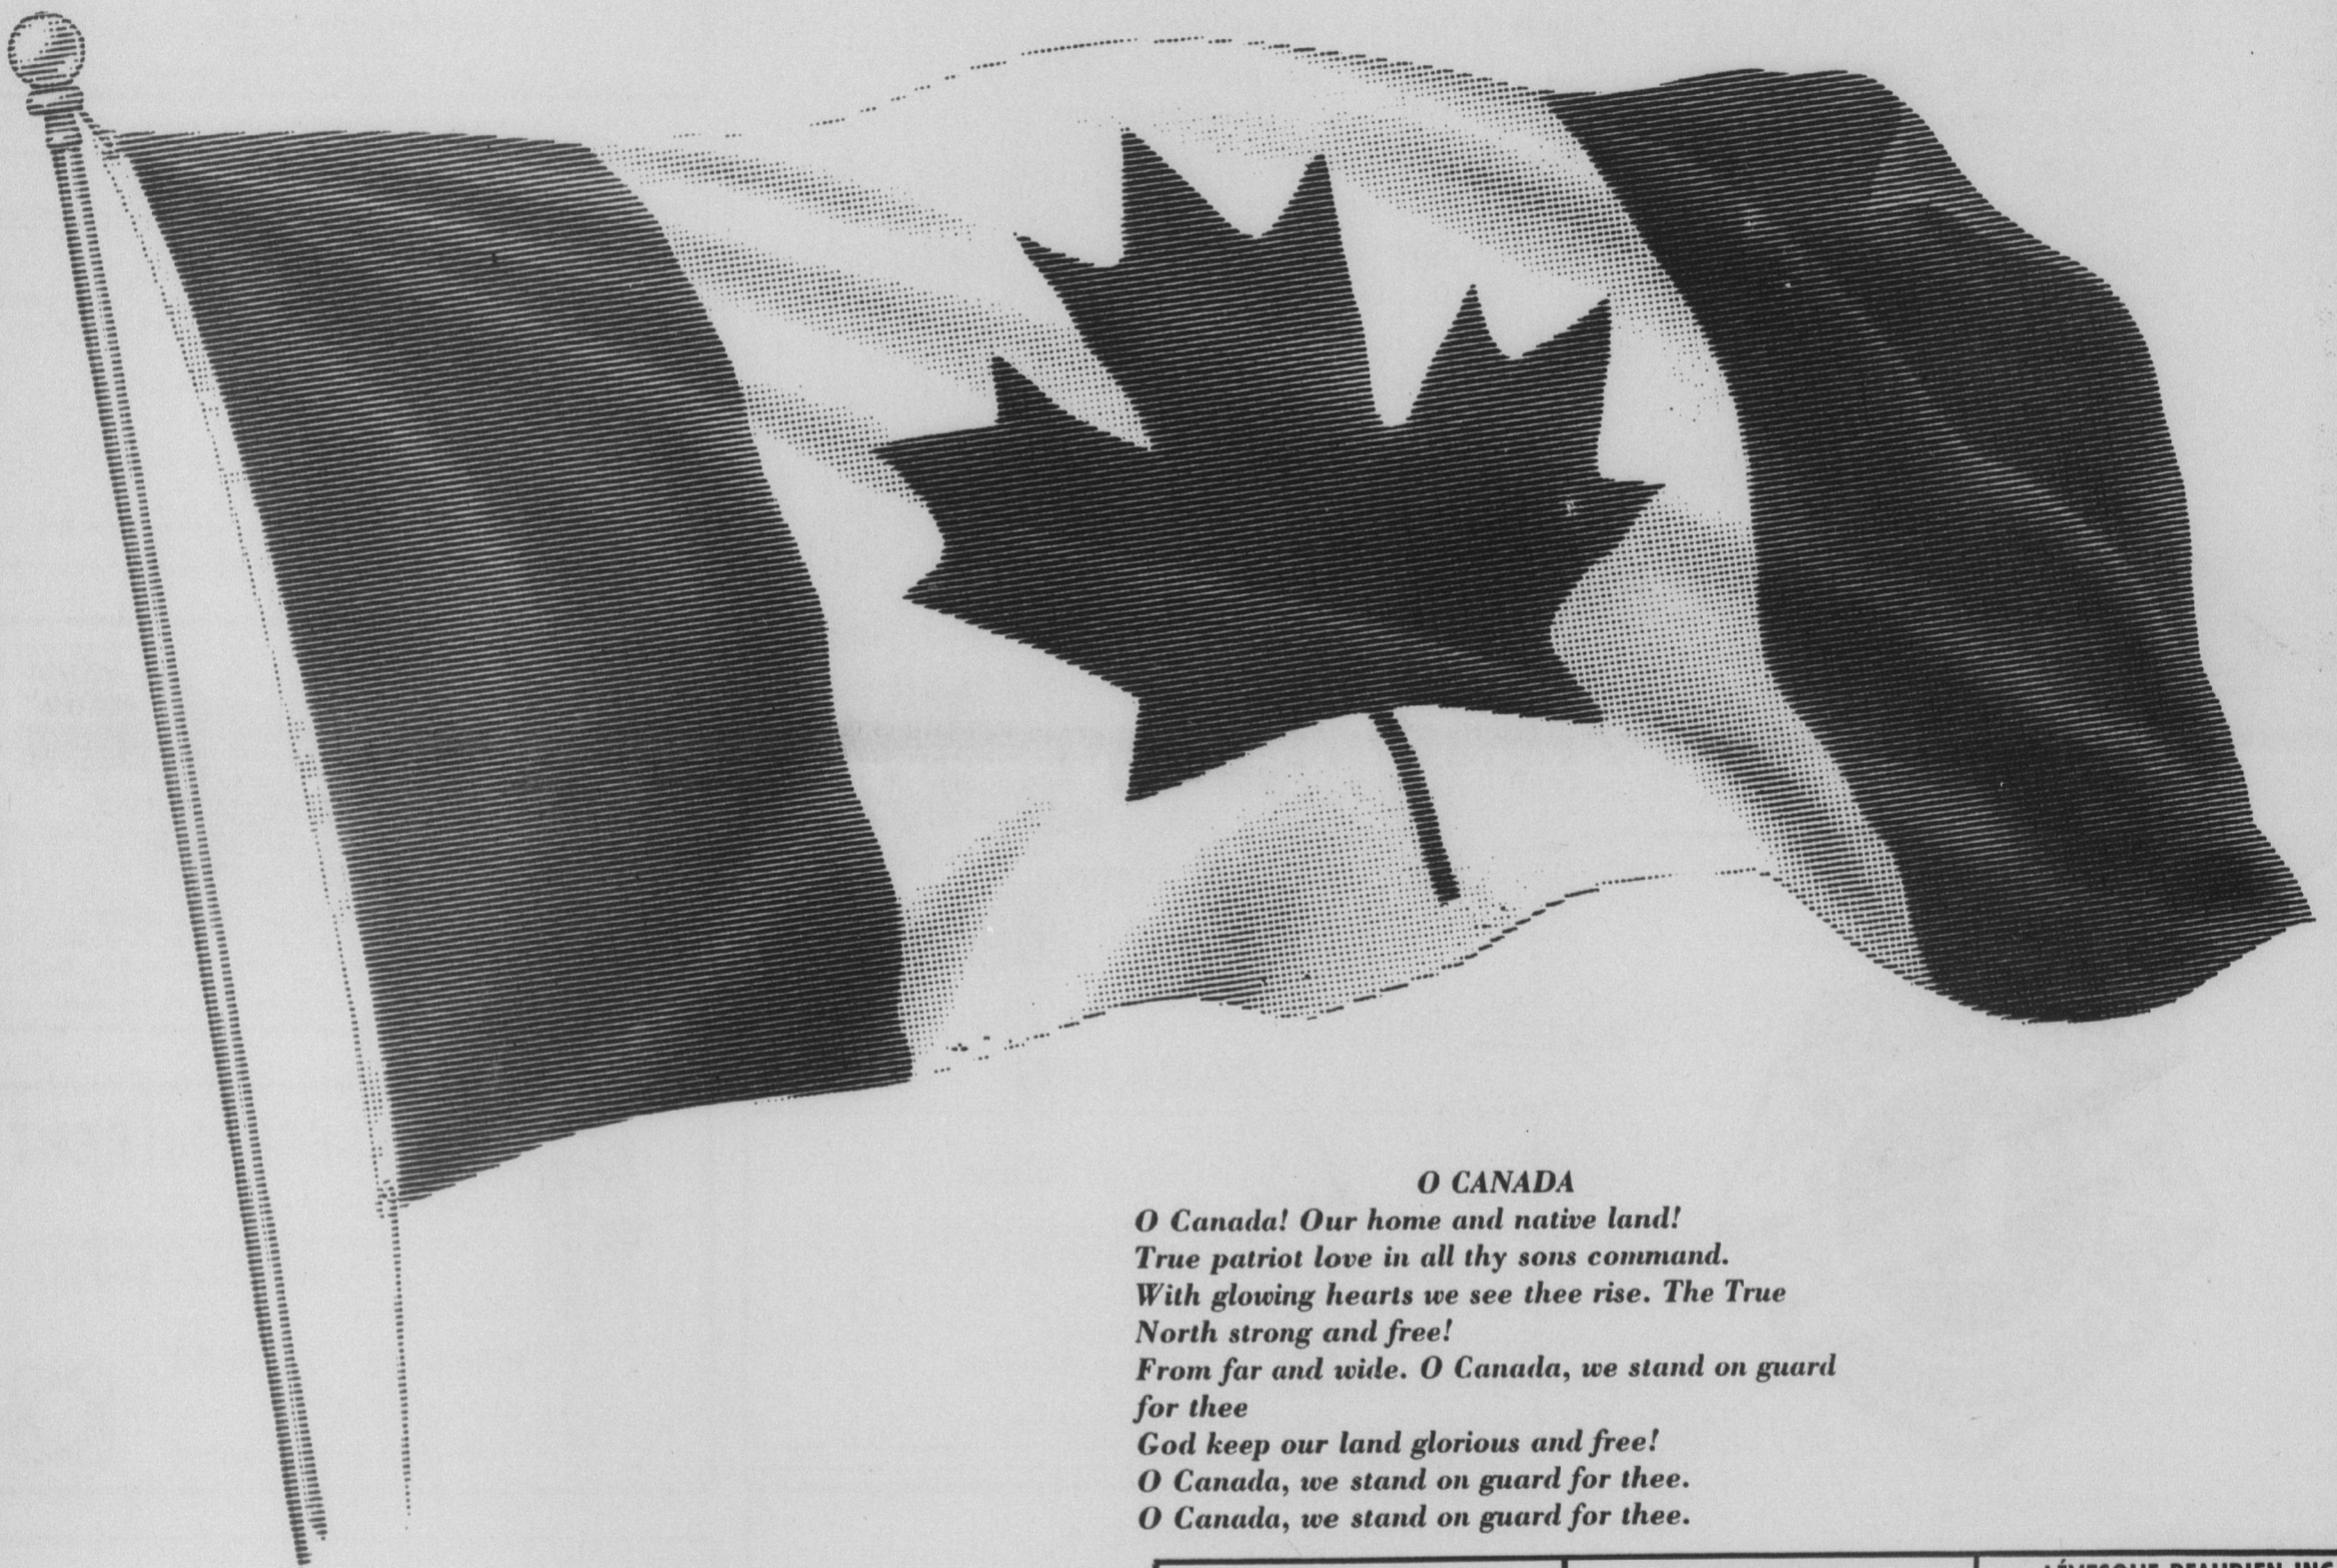 O CANADA
O Canada! Our home and native land!
True patriot love in all thy sons command.
With glowing hearts we see thee rise. The True
North strong and free!
From far and wide. O Canada, we stand on guard
for thee
God keep our land glorious and free!
O Canada, we stand on guard for thee.
O Canada, we stand on guard for thee.
LÉVESQUE BEAUBIEN INC